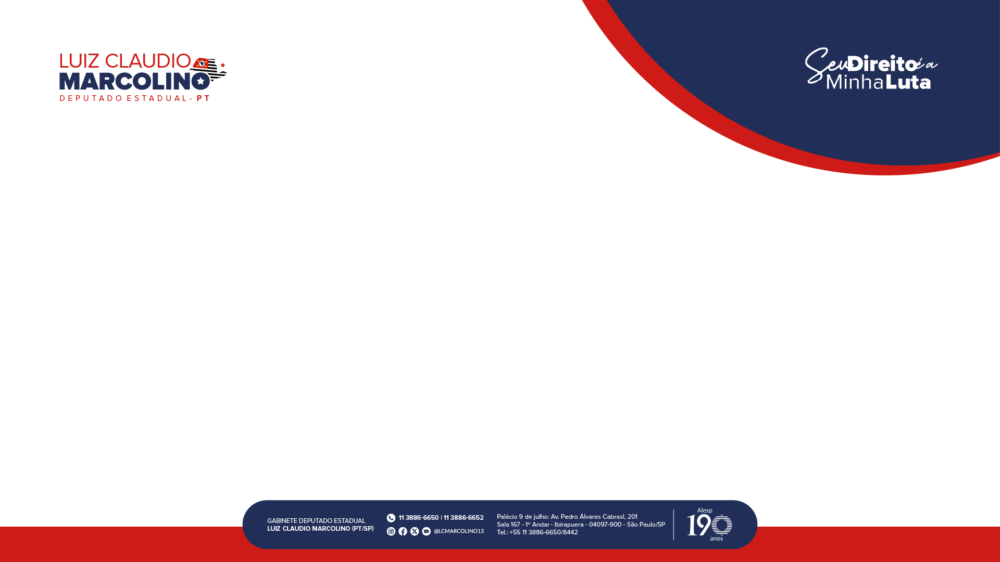 LUIZ CLAUDIO
MARCOLINO
DEPUTADO ESTADUAL - PT
Seu Direito é a
Minha Luta
GABINETE DEPUTADO ESTADUAL
LUIZ CLAUDIO MARCOLINO (PT/SP)
11 3886-6650 | 11 3886-6652
@LCMARCOLINO13
Palácio 9 de julho: Av. Pedro Álvares Cabrasl, 201
Sala 167 - 1º Andar - Ibirapuera - 04097-900 - São Paulo/SP
Tel.: +55 11 3886-6650/8442
Alesp
190
anos